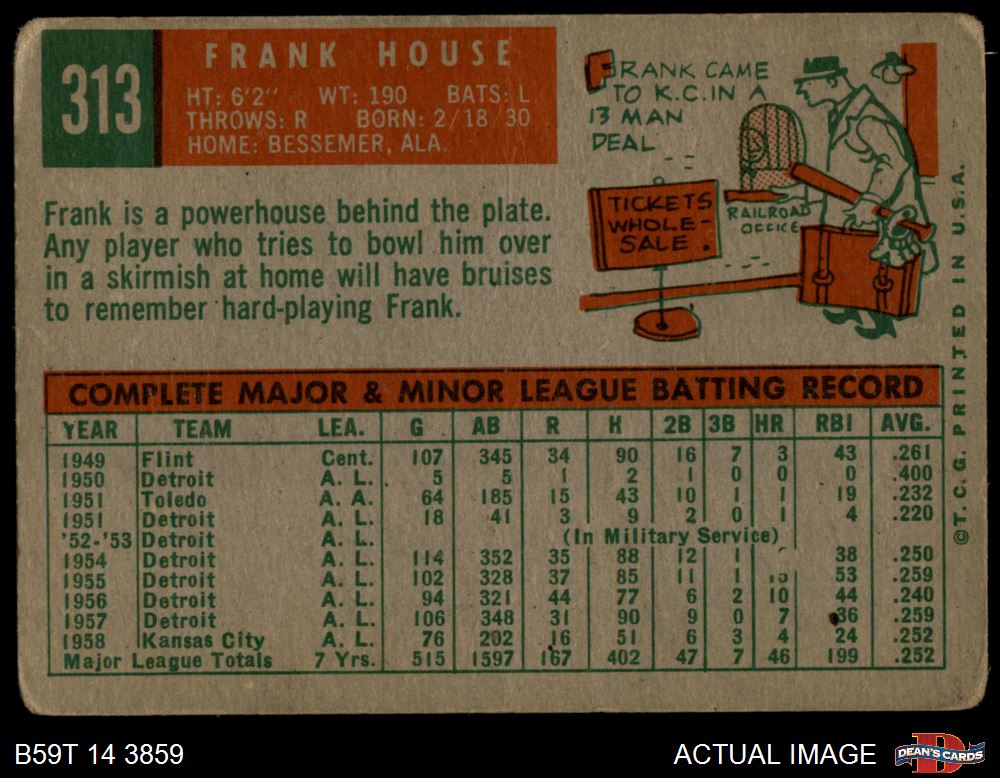 313
FRANK HOUSE
HT: 6'2" WT: 190 BATS: L
THROWS: R BORN: 2/18/30
HOME: BESSEMER, ALA.
Frank is a powerhouse behind the plate.
Any player who tries to bowl him over
in a skirmish at home will have bruises
to remember hard-playing Frank.
FRANK CAME
TO K.C. IN A
13 MAN
DEAL
TICKETS
WHOLE-
SALE.
RAILROAD
OFFICE
COMPLETE MAJOR & MINOR LEAGUE BATTING RECORD
YEAR TEAM LEA. G AB R H 2B 3B HR RBI AVG.
1949 Flint Cent. 107 345 34 90 16 7 3 43 .261
1950 Detroit A. L. 5 5 1 2 1 0 0 0 .400
1951 Toledo A. A. 64 185 15 43 10 1 1 19 .232
1951 Detroit A. L. 18 41 3 9 2 0 1 4 .220
'52-'53 Detroit A. L. (In Military Service)
1954 Detroit A. L. 114 352 35 88 12 1 38 .250
1955 Detroit A. L. 102 328 37 85 11 1 15 53 .259
1956 Detroit A. L. 94 321 44 77 6 2 10 44 .240
1957 Detroit A. L. 106 348 31 90 9 0 7 36 .259
1958 Kansas City A. L. 76 202 16 51 6 3 4 24 .252
Major League Totals 7 Yrs. 515 1597 167 402 47 7 46 199 .252
© T. C. G. PRINTED IN U.S.A.
B59T 14 3859
ACTUAL IMAGE
D
DEAN'S CARDS